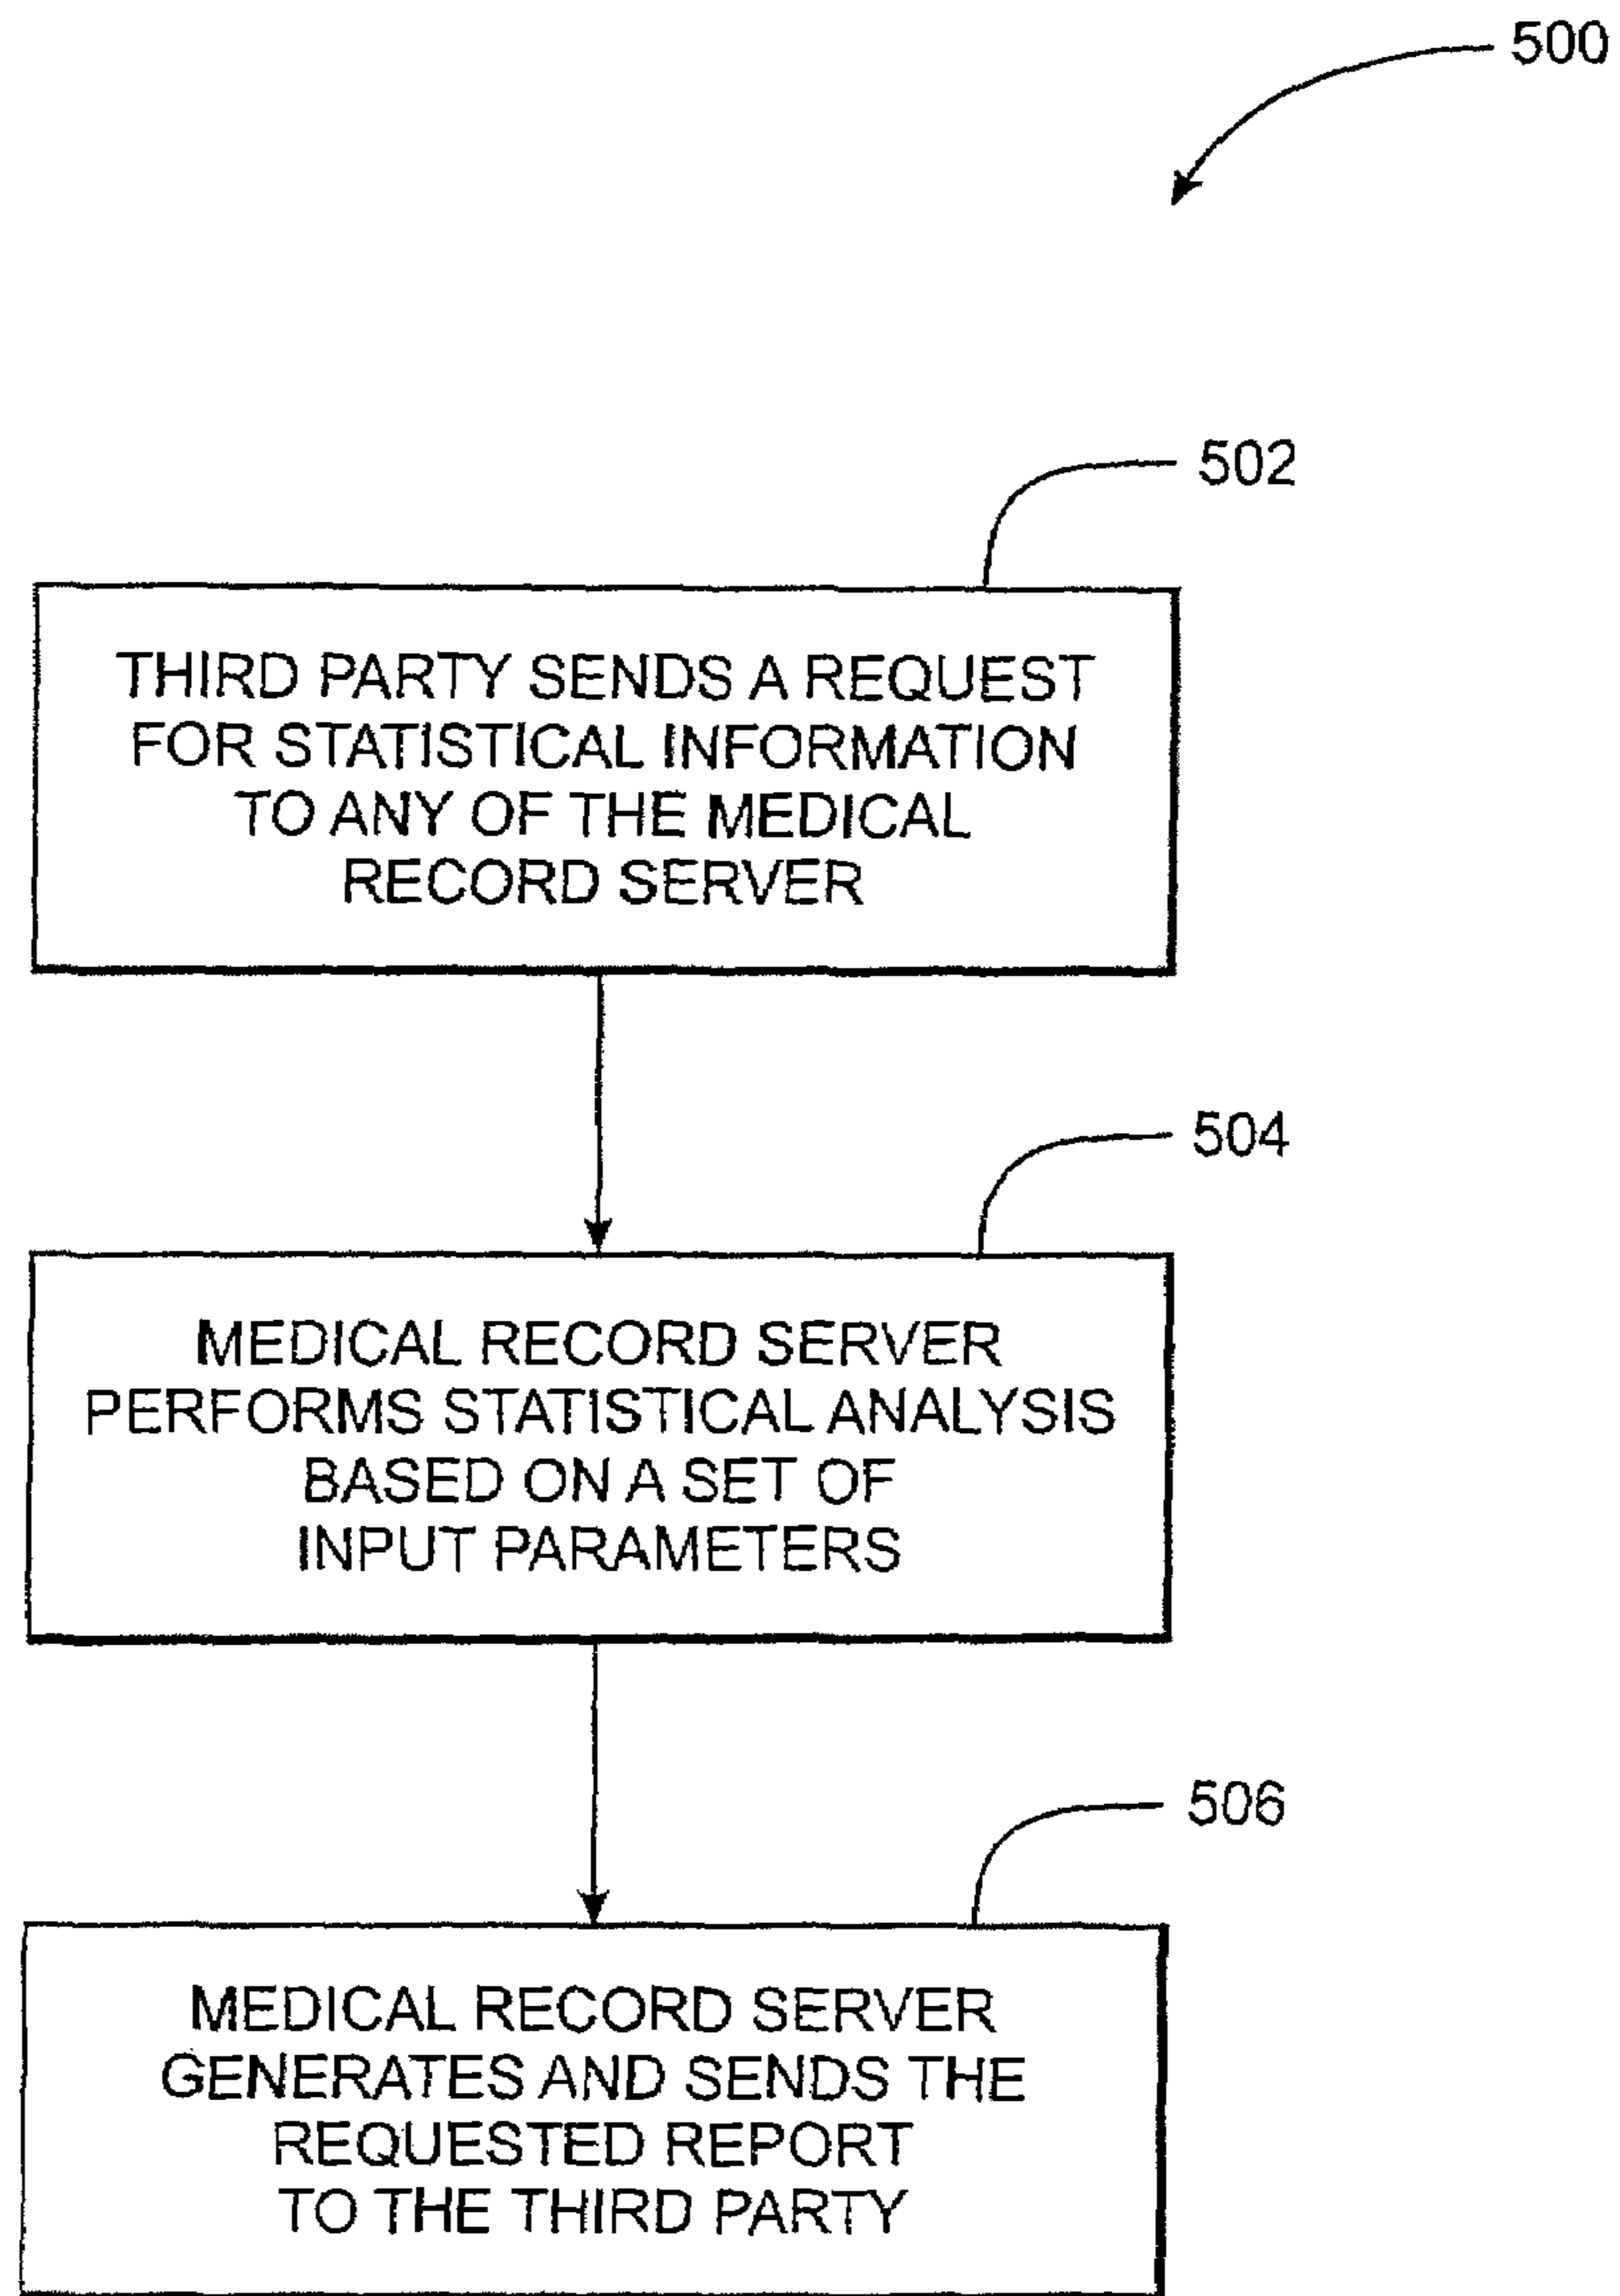 500
502
THIRD PARTY SENDS A REQUEST
FOR STATISTICAL INFORMATION
TO ANY OF THE MEDICAL
RECORD SERVER
504
MEDICAL RECORD SERVER
PERFORMS STATISTICAL ANALYSIS
BASED ON A SET OF
INPUT PARAMETERS
506
MEDICAL RECORD SERVER
GENERATES AND SENDS THE
REQUESTED REPORT
TO THE THIRD PARTY